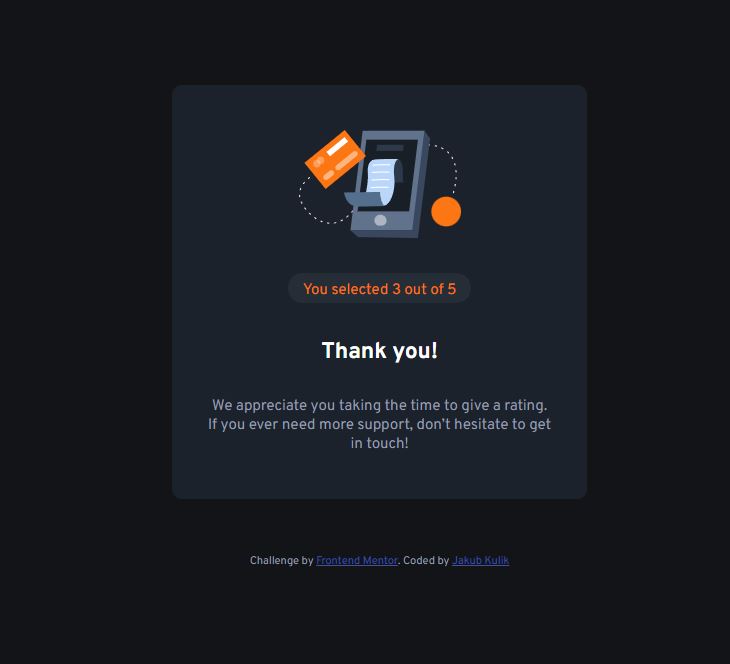 You selected 3 out of 5
Thank you!
We appreciate you taking the time to give a rating.
If you ever need more support, don’t hesitate to get
in touch!
Challenge by Frontend Mentor. Coded by Jakub Kulik